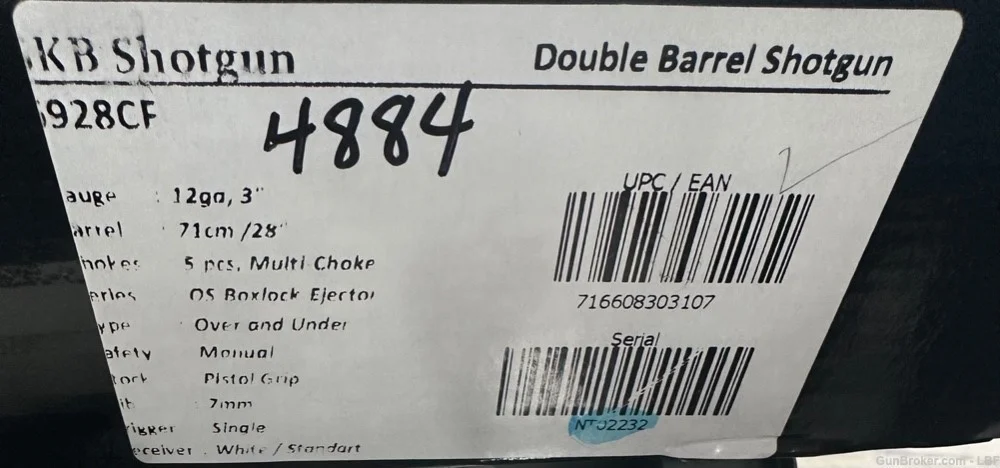 KB Shotgun
Double Barrel Shotgun
928CF
4884
auge : 12ga, 3"
arrel : 71cm /28"
hokes 5 pcs, Multi Choke
eries OS Boxlock Ejector
ype Over and Under
afety Manual
tock Pistol Grip
ib : 7mm
rigger Single
eceiver . White / Standart
2
UPC / EAN
716608303107
Serial
NT02232
GunBroker.com - LBF